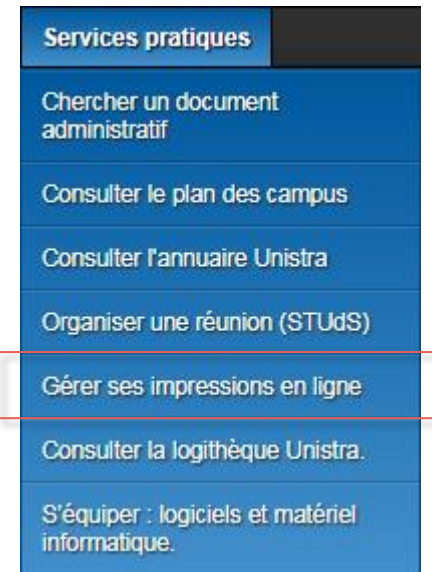 Services pratiques
Chercher un document
administratif
Consulter le plan des campus
Consulter l'annuaire Unistra
Organiser une réunion (STUdS)
Gérer ses impressions en ligne
Consulter la logithèque Unistra.
S'équiper : logiciels et matériel
informatique.